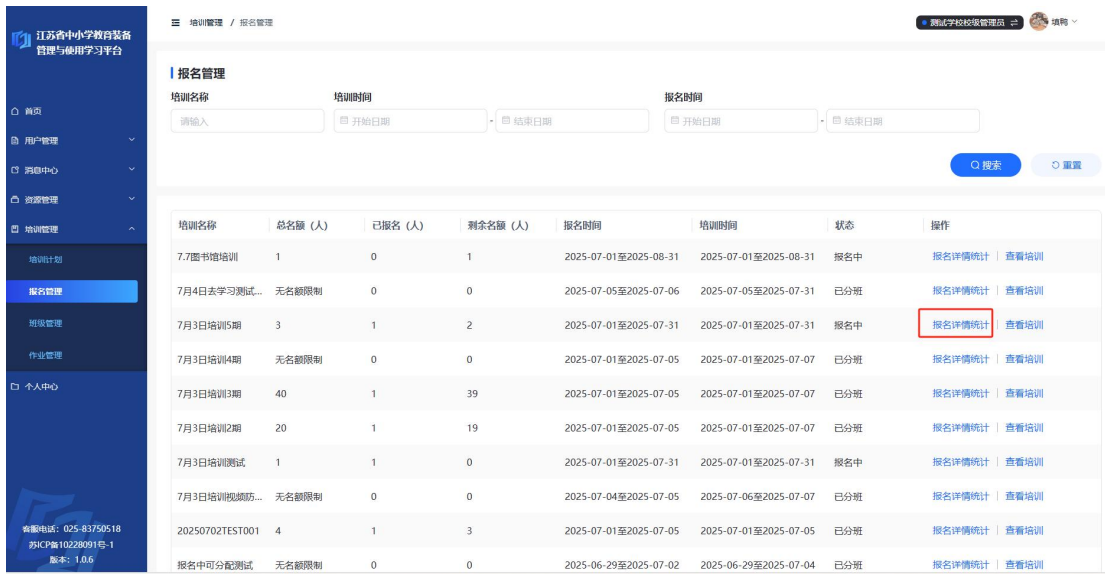 江苏省中小学教育装备
管理与使用学习平台
首页
用户管理
消息中心
资源管理
培训管理
培训计划
报名管理
班级管理
作业管理
个人中心
客服电话：025-83750518
苏ICP备10228091号-1
版本：1.0.6
培训管理 / 报名管理
测试学校校级管理员
填鸭
报名管理
培训名称 培训时间 报名时间
请输入 开始日期 - 结束日期 开始日期 - 结束日期
搜索 重置
培训名称 总名额（人） 已报名（人） 剩余名额（人） 报名时间 培训时间 状态 操作
7.7图书馆培训 1 0 1 2025-07-01至2025-08-31 2025-07-01至2025-08-31 报名中 报名详情统计 查看培训
7月4日去学习测试... 无名额限制 0 0 2025-07-05至2025-07-06 2025-07-05至2025-07-31 已分班 报名详情统计 查看培训
7月3日培训5期 3 1 2 2025-07-01至2025-07-31 2025-07-01至2025-07-31 报名中 报名详情统计 查看培训
7月3日培训4期 无名额限制 0 0 2025-07-01至2025-07-05 2025-07-01至2025-07-07 已分班 报名详情统计 查看培训
7月3日培训3期 40 1 39 2025-07-01至2025-07-05 2025-07-01至2025-07-07 已分班 报名详情统计 查看培训
7月3日培训2期 20 1 19 2025-07-01至2025-07-05 2025-07-01至2025-07-07 已分班 报名详情统计 查看培训
7月3日培训测试 1 1 0 2025-07-01至2025-07-31 2025-07-01至2025-07-31 报名中 报名详情统计 查看培训
7月3日培训视频防... 无名额限制 0 0 2025-07-04至2025-07-05 2025-07-06至2025-07-07 已分班 报名详情统计 查看培训
20250702TEST001 4 1 3 2025-07-01至2025-07-05 2025-07-01至2025-07-05 已分班 报名详情统计 查看培训
报名中可分配测试 无名额限制 0 0 2025-06-29至2025-07-02 2025-06-29至2025-07-04 已分班 报名详情统计 查看培训